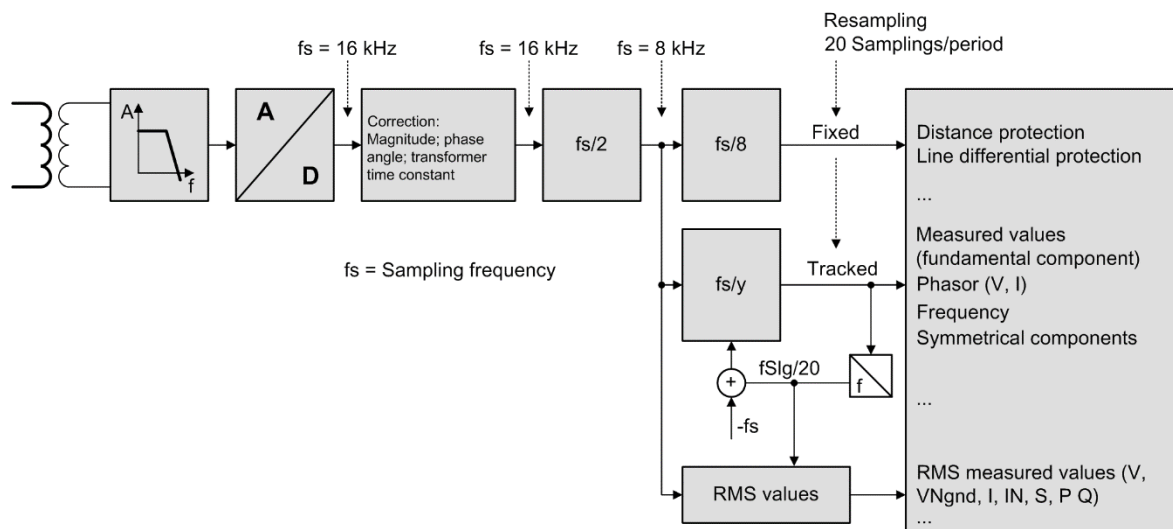 Resampling
20 Samplings/period
fs = 16 kHz
fs = 16 kHz
fs = 8 kHz
A
f
A
D
Correction:
Magnitude; phase
angle; transformer
time constant
fs/2
fs/8
Fixed
Distance protection
Line differential protection
...
fs = Sampling frequency
fs/y
Tracked
Measured values
(fundamental component)
Phasor (V, I)
Frequency
Symmetrical components
...
+
fSlg/20
f
-fs
RMS values
RMS measured values (V,
VNgnd, I, IN, S, P Q)
...